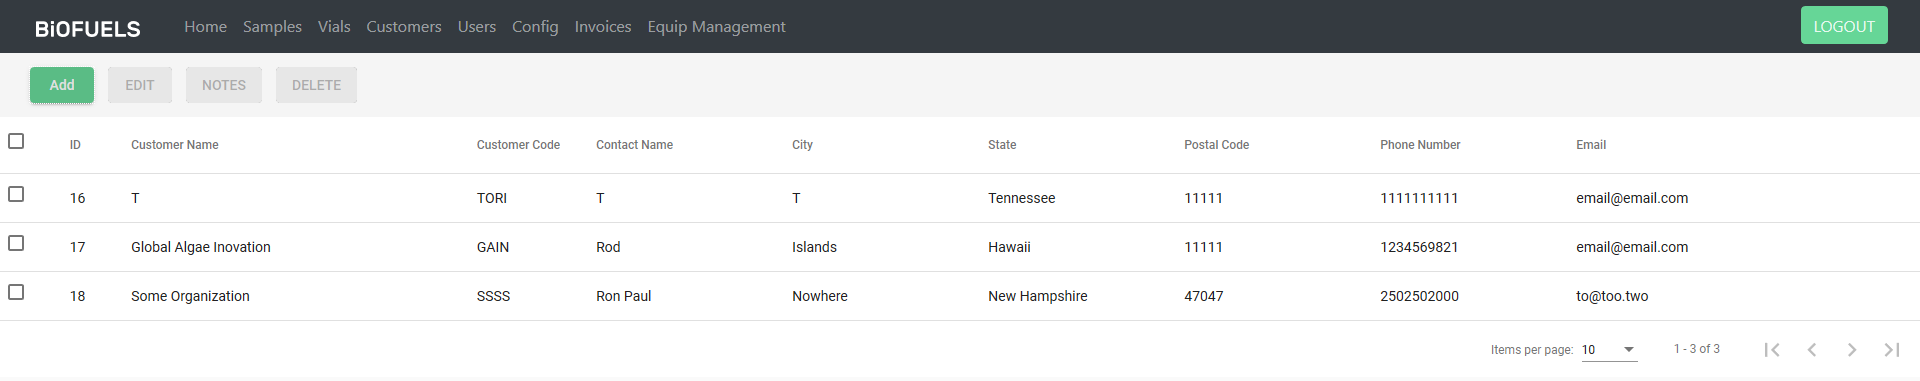 BiOFUELS Home Samples Vials Customers Users Config Invoices Equip Management LOGOUT
Add EDIT NOTES DELETE
ID Customer Name Customer Code Contact Name City State Postal Code Phone Number Email
16 T TORI T T Tennessee 11111 1111111111 email@email.com
17 Global Algae Inovation GAIN Rod Islands Hawaii 11111 1234569821 email@email.com
18 Some Organization SSSS Ron Paul Nowhere New Hampshire 47047 2502502000 to@too.two
Items per page: 10 1 - 3 of 3